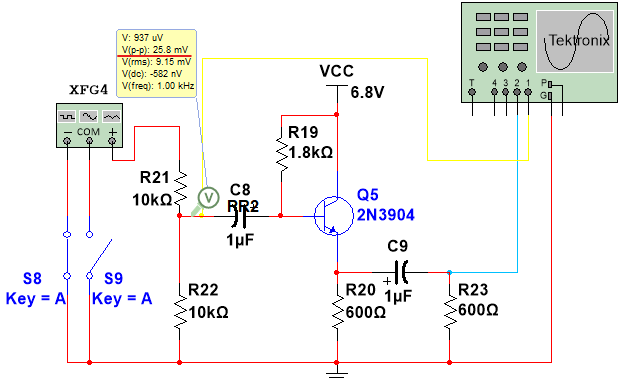 V: 937 uV
V(p-p): 25.8 mV
V(rms): 9.15 mV
V(dc): -582 nV
V(freq): 1.00 kHz
Tektronix
T 4 3 2 1 P
G
VCC
6.8V
XFG4
COM
R19
1.8kΩ
R21
10kΩ
V
C8
RR2
1µF
Q5
2N3904
C9
1µF
S8
Key = A
S9
Key = A
R22
10kΩ
R20
600Ω
R23
600Ω